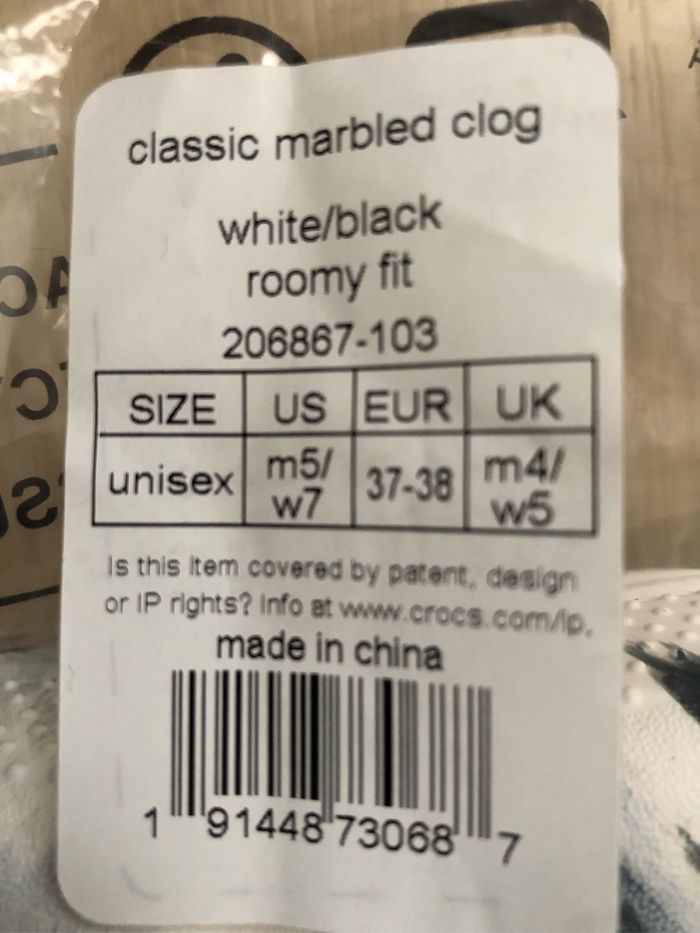 classic marbled clog
white/black
roomy fit
206867-103
SIZE US EUR UK
unisex m5/ w7 37-38 m4/ w5
Is this item covered by patent, design
or IP rights? Info at www.crocs.com/ip.
made in china
1 91448 73068 7